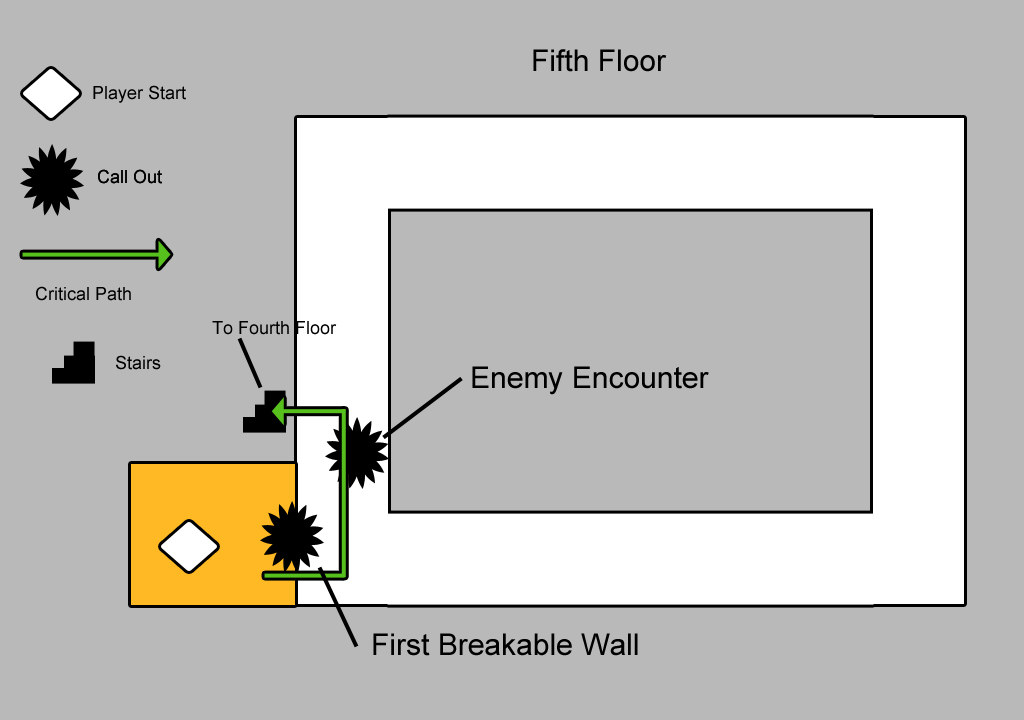 Fifth Floor
Player Start
Call Out
Critical Path
To Fourth Floor
Stairs
Enemy Encounter
First Breakable Wall